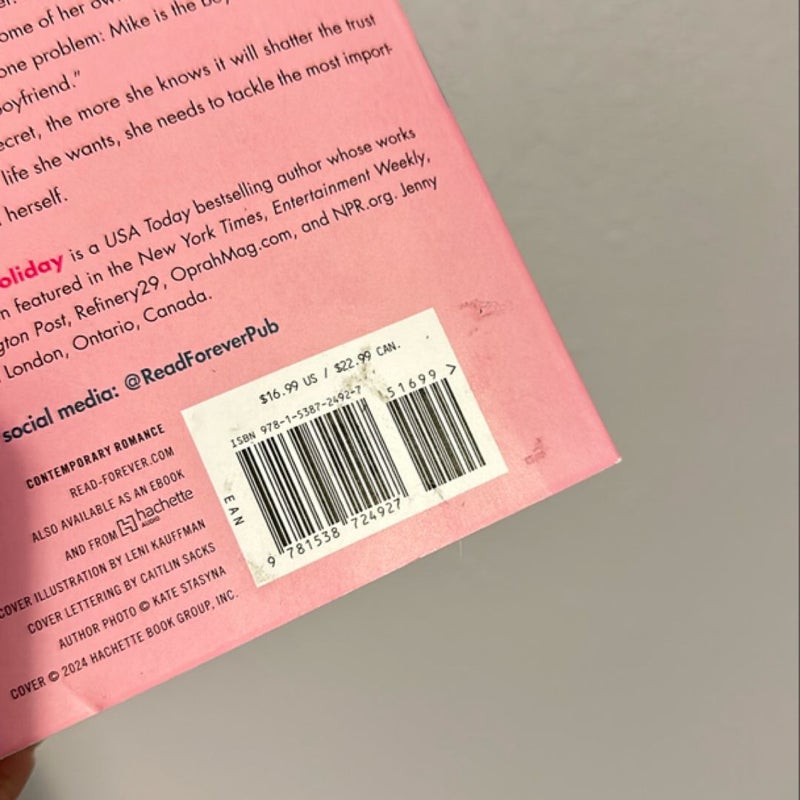 ome of her own
one problem: Mike is the boy
boyfriend."
ecret, the more she knows it will shatter the trust
life she wants, she needs to tackle the most import-
herself.
oliday is a USA Today bestselling author whose works
n featured in the New York Times, Entertainment Weekly,
gton Post, Refinery29, OprahMag.com, and NPR.org. Jenny
London, Ontario, Canada.
social media: @ReadForeverPub
CONTEMPORARY ROMANCE
READ-FOREVER.COM
ALSO AVAILABLE AS AN EBOOK
AND FROM hachette AUDIO
COVER ILLUSTRATION BY LENI KAUFFMAN
COVER LETTERING BY CAITLIN SACKS
AUTHOR PHOTO © KATE STASYNA
COVER © 2024 HACHETTE BOOK GROUP, INC.
$16.99 US / $22.99 CAN.
ISBN 978-1-5387-2492-7
51699 >
EAN
9 781538 724927